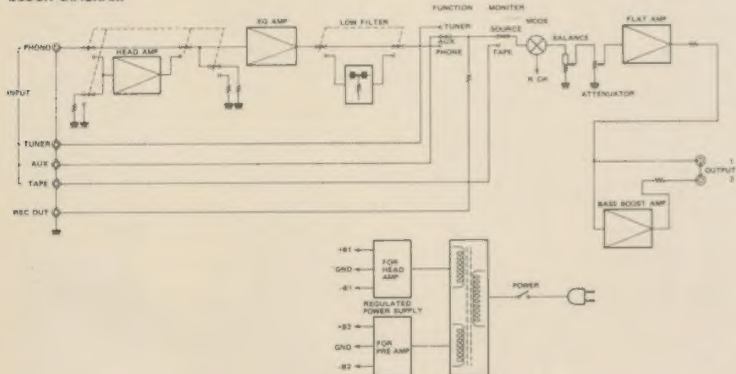 BLOCK DIAGRAM
FUNCTION
MONITER
EQ AMP
LOW FILTER
TUNER
AUX
PHONE
SOURCE
TAPE
MODE
R CH
BALANCE
ATTENUATOR
FLAT AMP
PHONO
HEAD AMP
INPUT
TUNER
AUX
TAPE
REC OUT
1
OUTPUT
2
BASE BOOST AMP
+B1
GND
-B1
FOR
HEAD
AMP
REGULATED
POWER SUPPLY
+B2
GND
-B2
FOR
PRE AMP
POWER